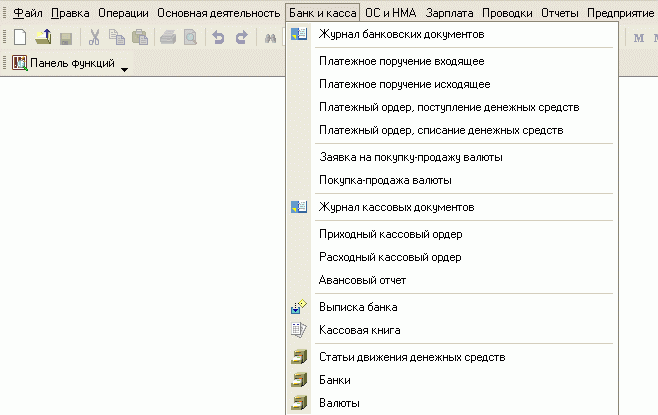 Файл Правка Операции Основная деятельность Банк и касса ОС и НМА Зарплата Проводки Отчеты Предприятие
Журнал банковских документов
M
Панель функций
Платежное поручение входящее
Платежное поручение исходящее
Платежный ордер, поступление денежных средств
Платежный ордер, списание денежных средств
Заявка на покупку-продажу валюты
Покупка-продажа валюты
Журнал кассовых документов
Приходный кассовый ордер
Расходный кассовый ордер
Авансовый отчет
Выписка банка
Кассовая книга
Статьи движения денежных средств
Банки
Валюты